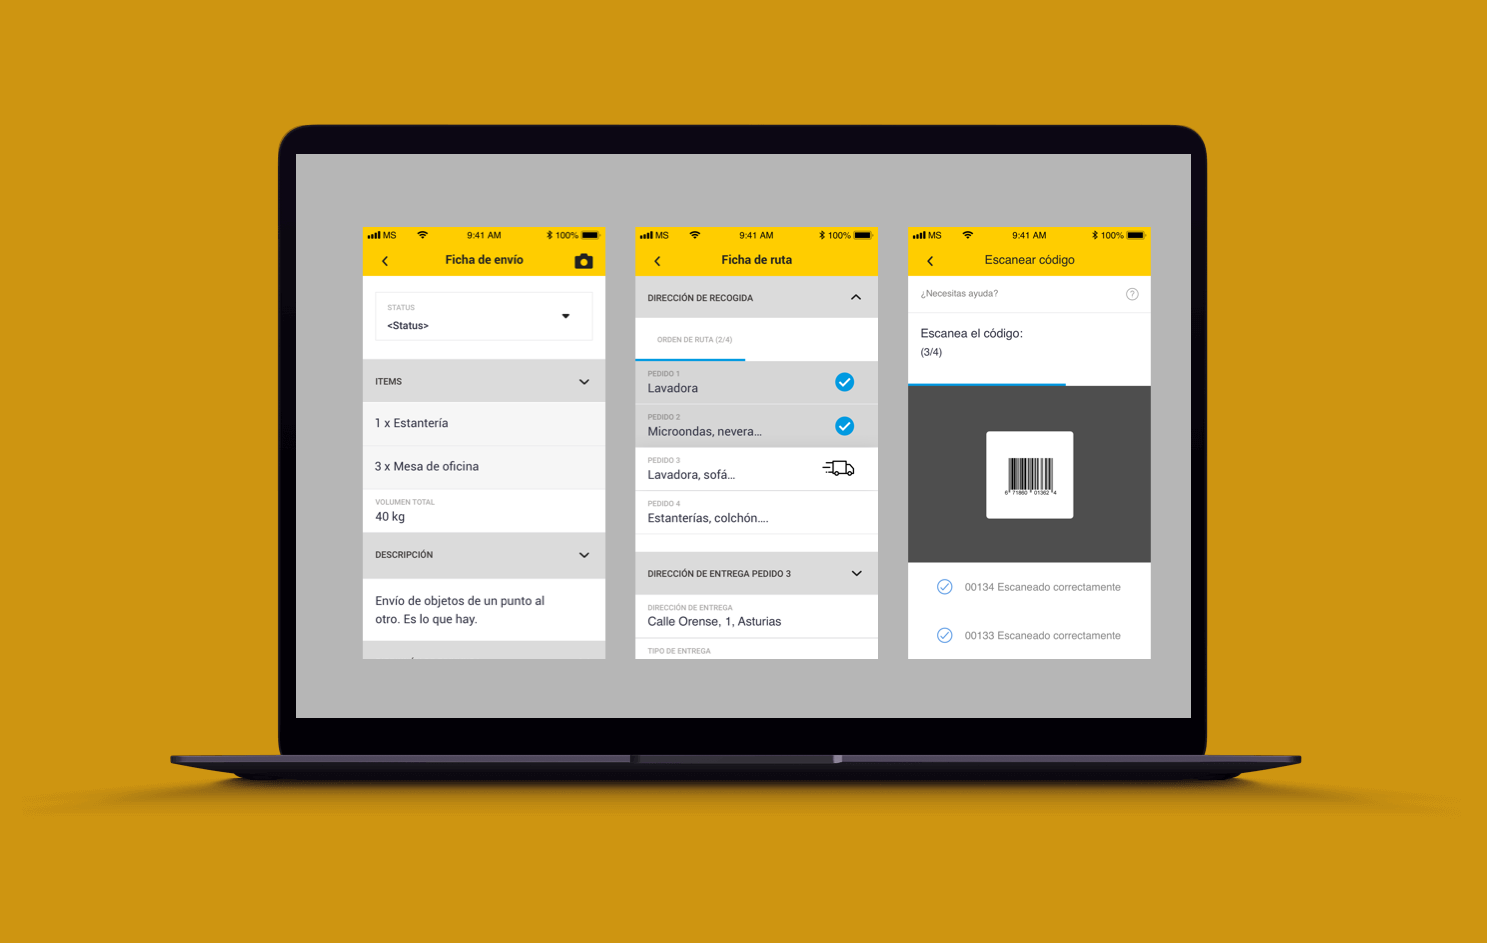 MS 9:41 AM 100%
Ficha de envío
STATUS
<Status>
ITEMS
1 x Estantería
3 x Mesa de oficina
VOLUMEN TOTAL
40 kg
DESCRIPCIÓN
Envío de objetos de un punto al
otro. Es lo que hay.
MS 9:41 AM 100%
Ficha de ruta
DIRECCIÓN DE RECOGIDA
ORDEN DE RUTA (2/4)
PEDIDO 1
Lavadora
PEDIDO 2
Microondas, nevera...
PEDIDO 3
Lavadora, sofá...
PEDIDO 4
Estanterías, colchón....
DIRECCIÓN DE ENTREGA PEDIDO 3
DIRECCIÓN DE ENTREGA
Calle Orense, 1, Asturias
TIPO DE ENTREGA
MS 9:41 AM 100%
Escanear código
¿Necesitas ayuda? ?
Escanea el código:
(3/4)
6 71860 01362 4
00134 Escaneado correctamente
00133 Escaneado correctamente